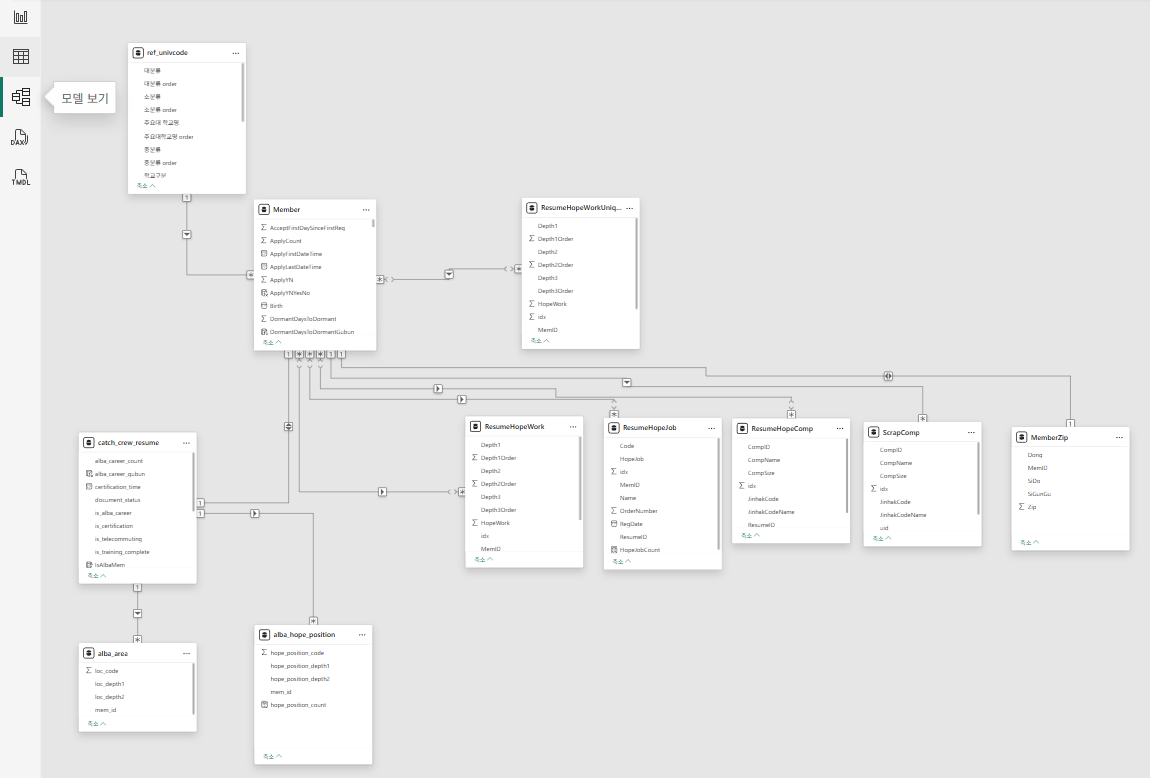 모델 보기
DAX
TMDL
ref_univcode
대분류
대분류 order
소분류
소분류 order
주요대 학교명
주요대학교명 order
중분류
중분류 order
학교구분
축소
1
*
Member
AcceptFirstDaySinceFirstReq
ApplyCount
ApplyFirstDateTime
ApplyLastDateTime
ApplyYN
ApplyYNYesNo
Birth
DormantDaysToDormant
DormantDaysToDormantGubun
축소
*
*
ResumeHopeWorkUniq...
Depth1
Depth1Order
Depth2
Depth2Order
Depth3
Depth3Order
HopeWork
idx
MemID
축소
1 * * * 1 1
catch_crew_resume
alba_career_count
alba_career_gubun
certification_time
document_status
is_alba_career
is_certification
is_telecommuting
is_training_complete
IsAlbaMem
축소
1
1
1
*
alba_area
loc_code
loc_depth1
loc_depth2
mem_id
축소
*
alba_hope_position
hope_position_code
hope_position_depth1
hope_position_depth2
mem_id
hope_position_count
축소
*
ResumeHopeWork
Depth1
Depth1Order
Depth2
Depth2Order
Depth3
Depth3Order
HopeWork
idx
MemID
축소
*
ResumeHopeJob
Code
HopeJob
idx
MemID
Name
OrderNumber
RegDate
ResumeID
HopeJobCount
축소
*
ResumeHopeComp
CompID
CompName
CompSize
idx
JinhakCode
JinhakCodeName
ResumeID
축소
*
ScrapComp
CompID
CompName
CompSize
idx
JinhakCode
JinhakCodeName
uid
축소
1
MemberZip
Dong
MemID
SiDo
SiGunGu
Zip
축소